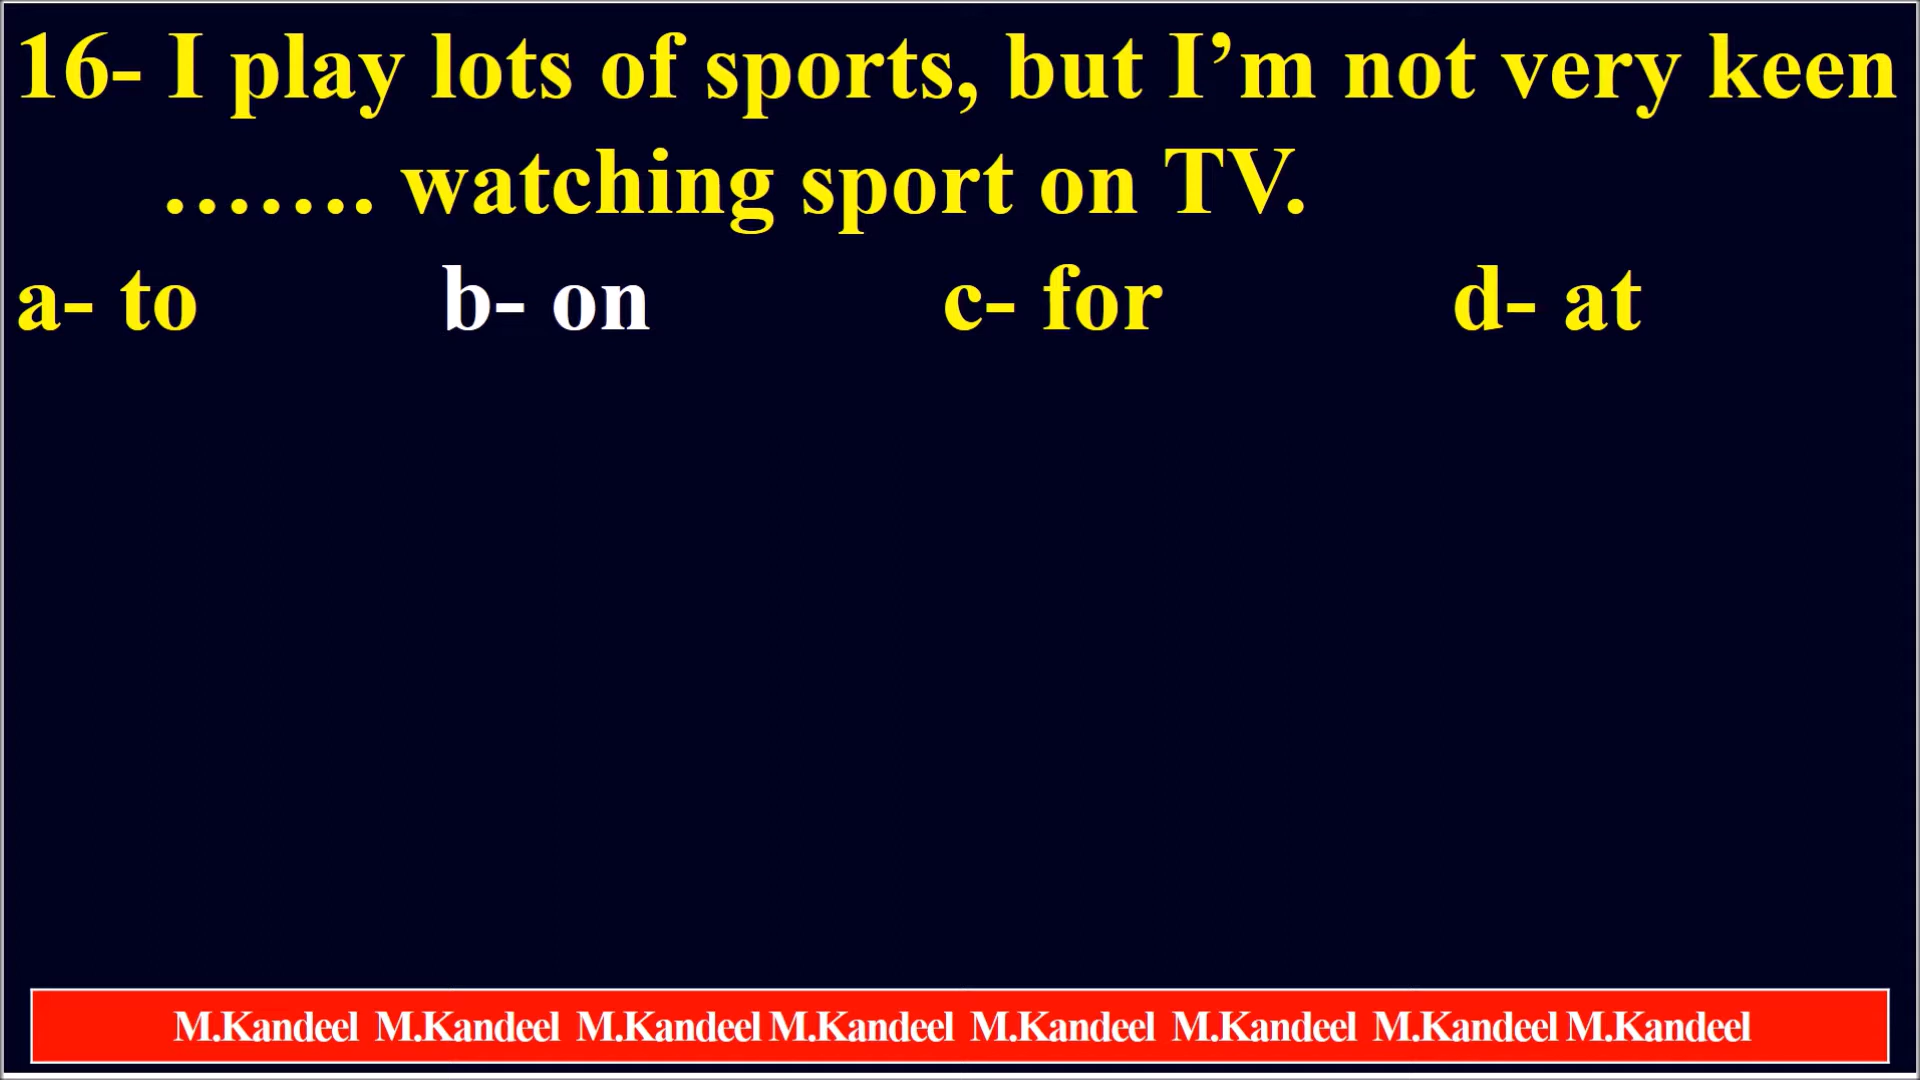 16- I play lots of sports, but I’m not very keen
....... watching sport on TV.
a- to b- on c- for d- at
M.Kandeel M.Kandeel M.Kandeel M.Kandeel M.Kandeel M.Kandeel M.Kandeel M.Kandeel